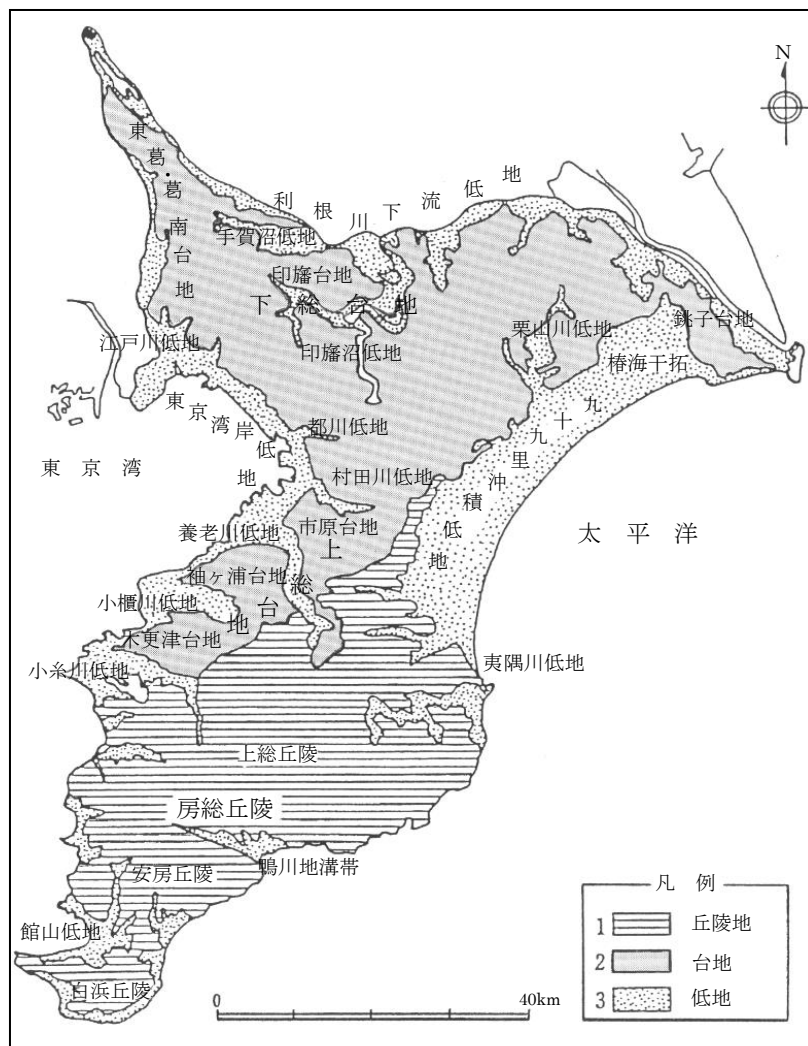 N
東葛・葛南台地
利根川下流低地
手賀沼低地
印旛台地
下総台地
印旛沼低地
栗山川低地
銚子台地
椿海干拓
江戸川低地
東京湾岸低地
都川低地
九十九里沖積低地
東京湾
村田川低地
太平洋
養老川低地
市原台地
上総台地
袖ヶ浦台地
小櫃川低地
木更津台地
小糸川低地
夷隅川低地
上総丘陵
房総丘陵
鴨川地溝帯
安房丘陵
館山低地
白浜丘陵
0 40km
凡例
1 丘陵地
2 台地
3 低地